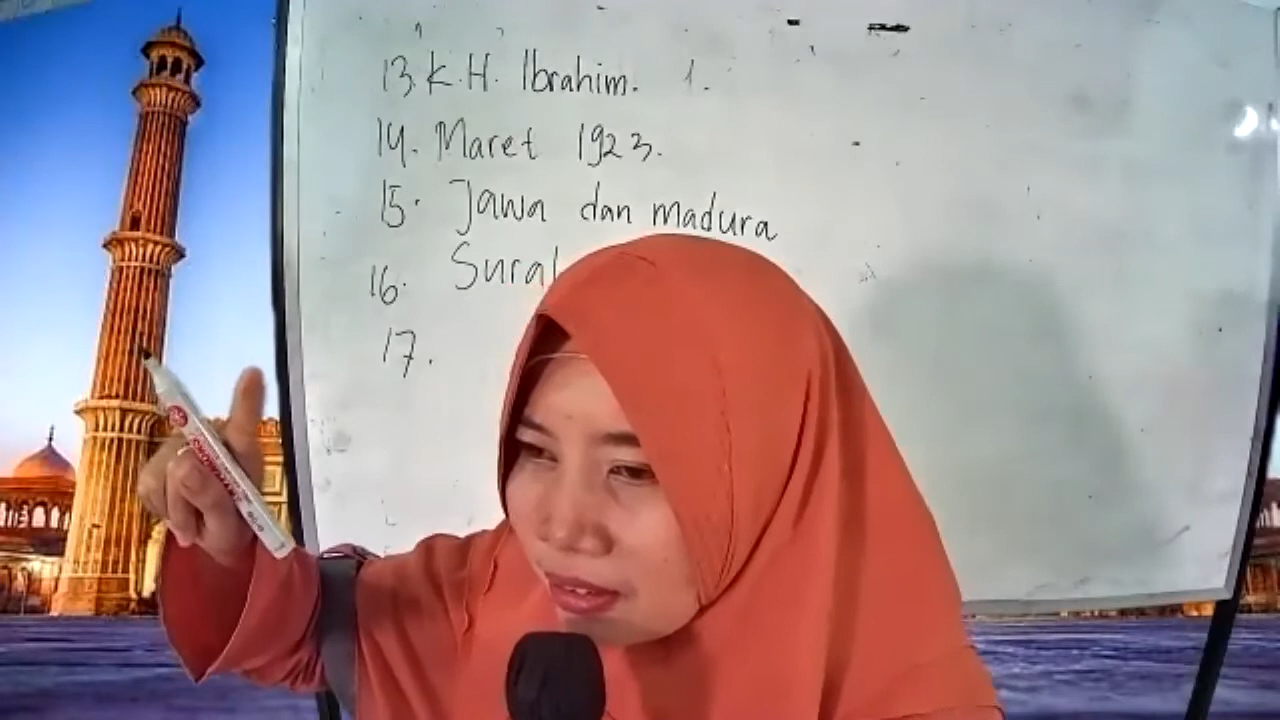 13. K.H. Ibrahim. 1.
14. Maret 1923.
15. Jawa dan madura
16.
17.